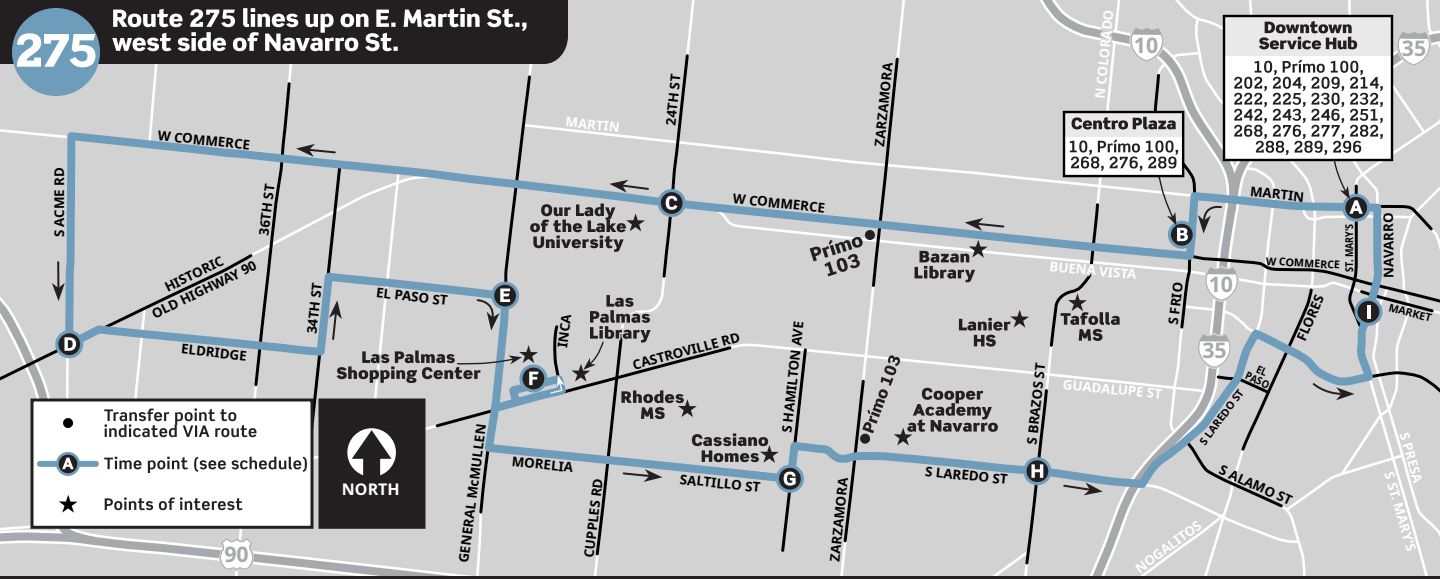 275
Route 275 lines up on E. Martin St.,
west side of Navarro St.
Downtown
Service Hub
10, Prímo 100,
202, 204, 209, 214,
222, 225, 230, 232,
242, 243, 246, 251,
268, 276, 277, 282,
288, 289, 296
Centro Plaza
10, Prímo 100,
268, 276, 289
10
35
N COLORADO
24TH ST
ZARZAMORA
MARTIN
W COMMERCE
W COMMERCE
MARTIN
S ACME RD
36TH ST
C
A
B
Our Lady
of the Lake
University
Prímo
103
Bazan
Library
BUENA VISTA
W COMMERCE
ST. MARY'S
NAVARRO
HISTORIC
OLD HIGHWAY 90
10
S FRIO
EL PASO ST
E
34TH ST
Las
Palmas
Library
INCA
Tafolla
MS
Lanier
HS
FLORES
I
MARKET
D
ELDRIDGE
Las Palmas
Shopping Center
F
CASTROVILLE RD
S HAMILTON AVE
35
GUADALUPE ST
EL
PASO
Prímo 103
Rhodes
MS
Cooper
Academy
at Navarro
S BRAZOS ST
S LAREDO ST
Cassiano
Homes
GENERAL McMULLEN
MORELIA
SALTILLO ST
G
S LAREDO ST
H
S ALAMO ST
S PRESA
S ST. MARY'S
CUPPLES RD
ZARZAMORA
NOGALITOS
90
Transfer point to
indicated VIA route
A
Time point (see schedule)
Points of interest
NORTH